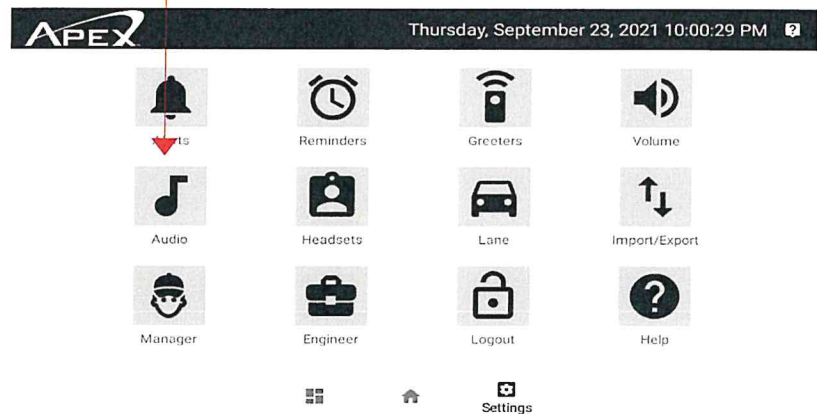 APEX
Thursday, September 23, 2021 10:00:29 PM ?
Reminders Greeters Volume
Audio Headsets Lane Import/Export
Manager Engineer Logout Help
Settings